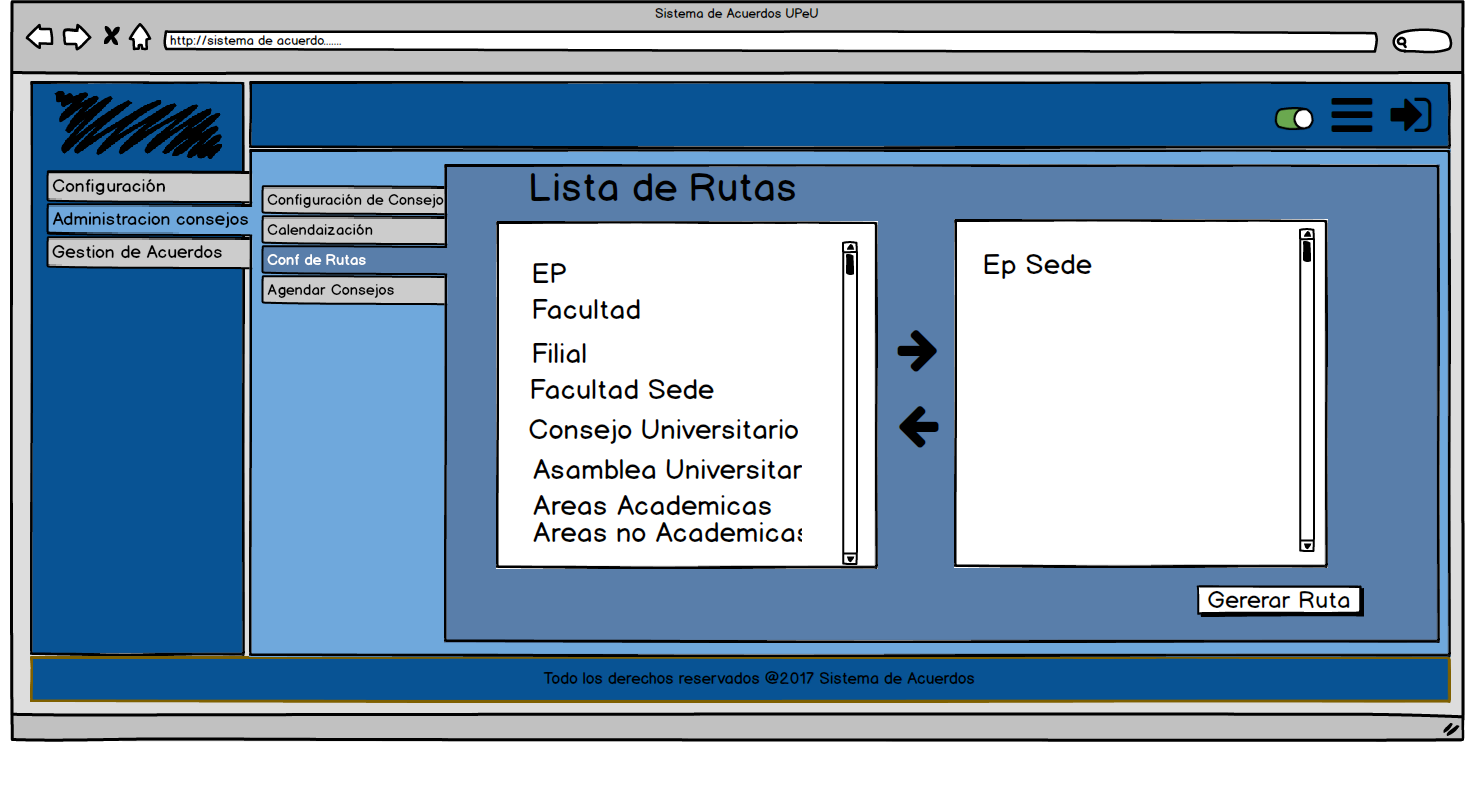 Sistema de Acuerdos UPeU
http://sistema de acuerdo......
Configuración
Administracion consejos
Gestion de Acuerdos
Configuración de Consejo
Calendaización
Conf de Rutas
Agendar Consejos
Lista de Rutas
EP
Facultad
Filial
Facultad Sede
Consejo Universitario
Asamblea Universitar
Areas Academicas
Areas no Academicas
Ep Sede
Gererar Ruta
Todo los derechos reservados @2017 Sistema de Acuerdos